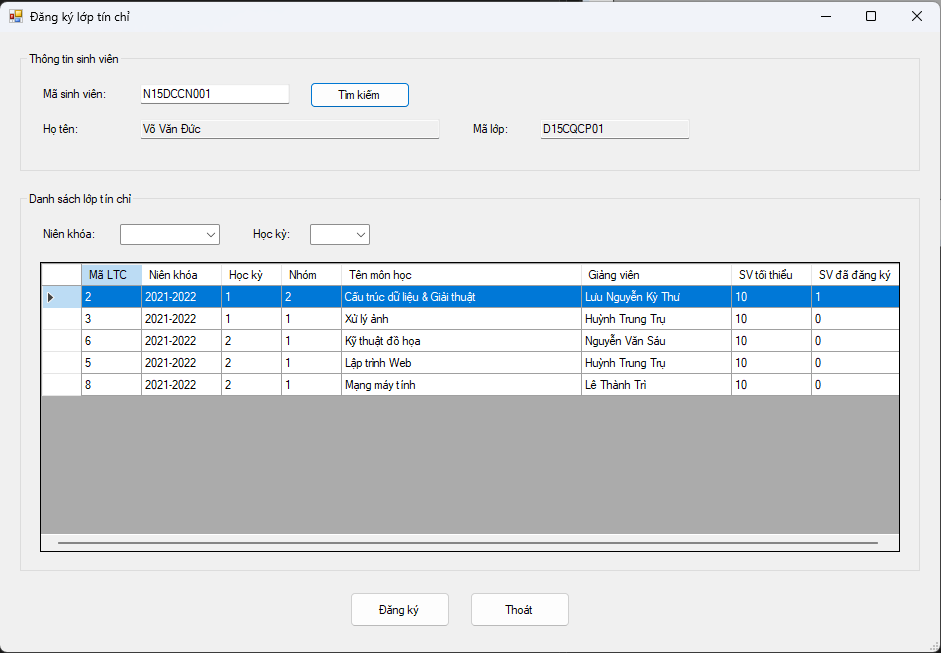 Đăng ký lớp tín chỉ
Thông tin sinh viên
Mã sinh viên: N15DCCN001 Tìm kiếm
Họ tên: Võ Văn Đức Mã lớp: D15CQCP01
Danh sách lớp tín chỉ
Niên khóa: Học kỳ:
Mã LTC Niên khóa Học kỳ Nhóm Tên môn học Giảng viên SV tối thiểu SV đã đăng ký
2 2021-2022 1 2 Cấu trúc dữ liệu & Giải thuật Lưu Nguyễn Kỳ Thư 10 1
3 2021-2022 1 1 Xử lý ảnh Huỳnh Trung Trụ 10 0
6 2021-2022 2 1 Kỹ thuật đồ họa Nguyễn Văn Sáu 10 0
5 2021-2022 2 1 Lập trình Web Huỳnh Trung Trụ 10 0
8 2021-2022 2 1 Mạng máy tính Lê Thành Trì 10 0
Đăng ký Thoát